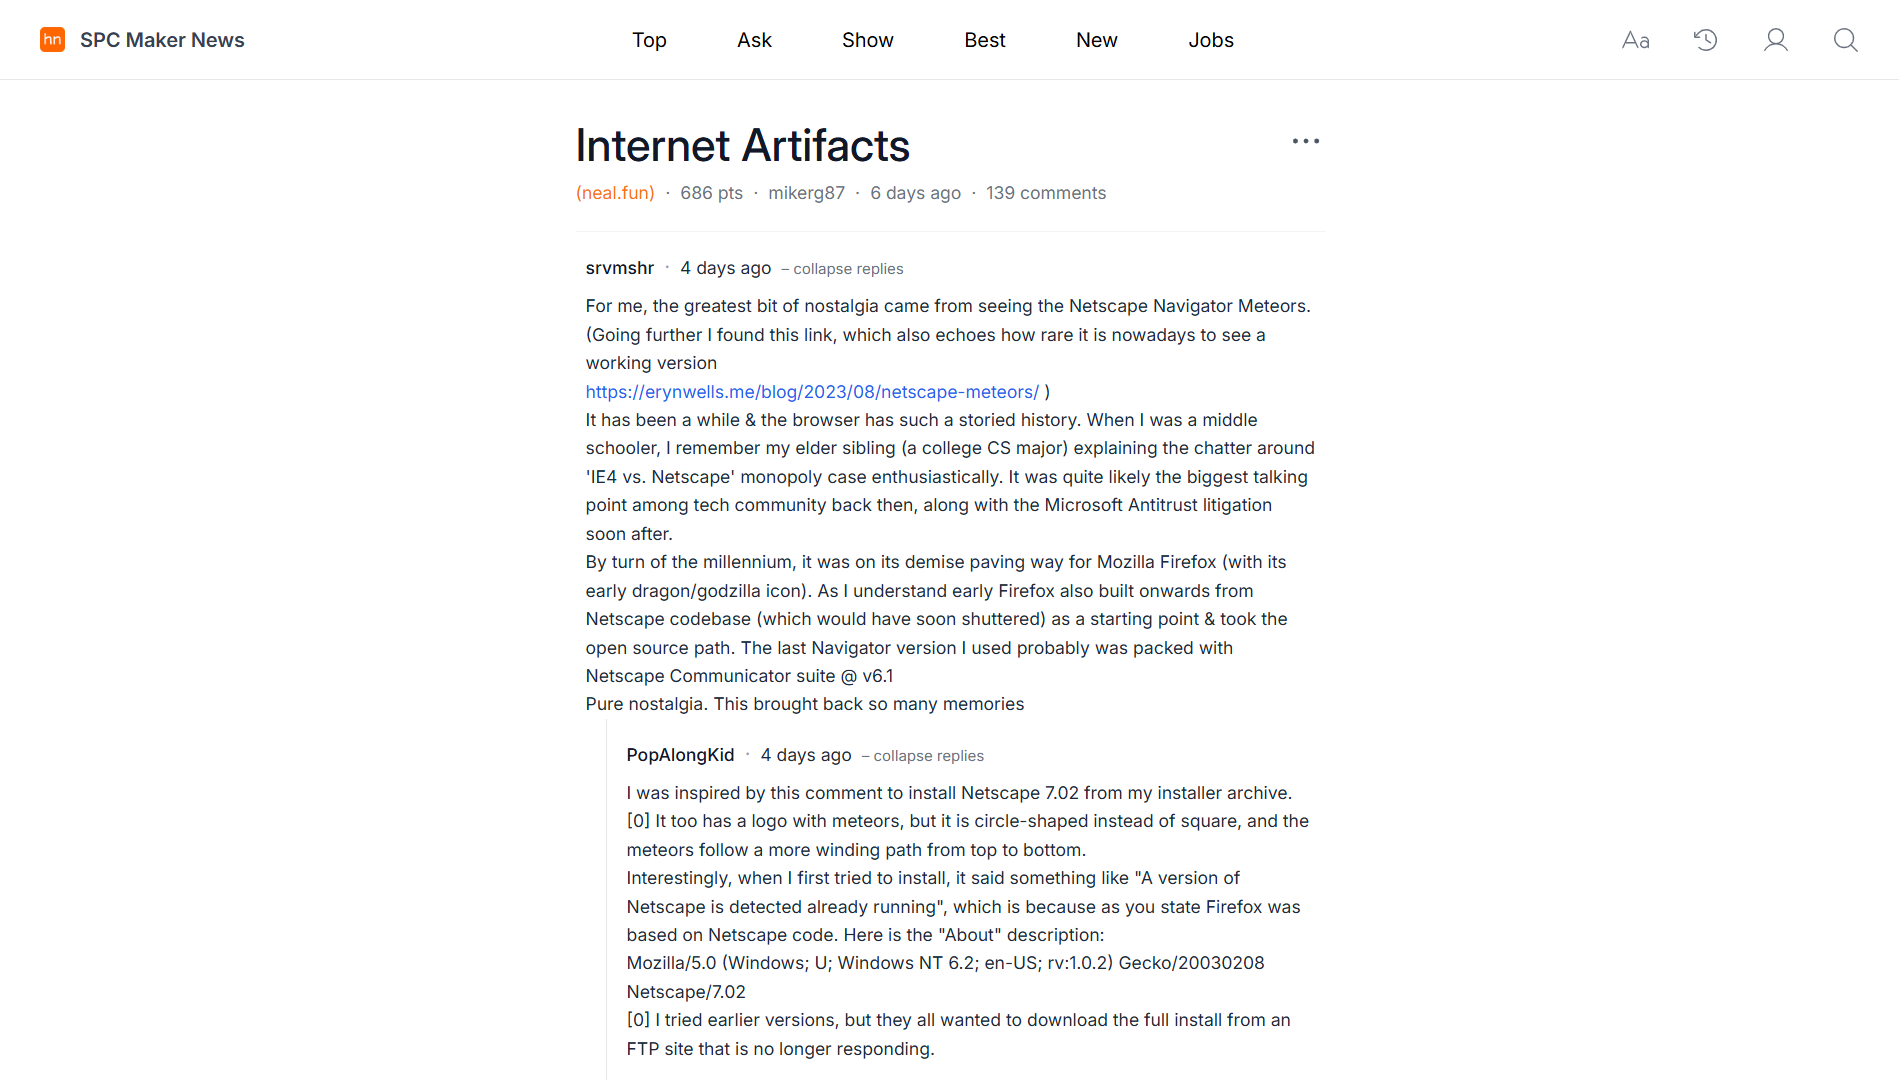 hn SPC Maker News Top Ask Show Best New Jobs Aa
Internet Artifacts
(neal.fun) · 686 pts · mikerg87 · 6 days ago · 139 comments
srvmshr · 4 days ago – collapse replies
For me, the greatest bit of nostalgia came from seeing the Netscape Navigator Meteors.
(Going further I found this link, which also echoes how rare it is nowadays to see a
working version
https://erynwells.me/blog/2023/08/netscape-meteors/ )
It has been a while & the browser has such a storied history. When I was a middle
schooler, I remember my elder sibling (a college CS major) explaining the chatter around
'IE4 vs. Netscape' monopoly case enthusiastically. It was quite likely the biggest talking
point among tech community back then, along with the Microsoft Antitrust litigation
soon after.
By turn of the millennium, it was on its demise paving way for Mozilla Firefox (with its
early dragon/godzilla icon). As I understand early Firefox also built onwards from
Netscape codebase (which would have soon shuttered) as a starting point & took the
open source path. The last Navigator version I used probably was packed with
Netscape Communicator suite @ v6.1
Pure nostalgia. This brought back so many memories
PopAlongKid · 4 days ago – collapse replies
I was inspired by this comment to install Netscape 7.02 from my installer archive.
[0] It too has a logo with meteors, but it is circle-shaped instead of square, and the
meteors follow a more winding path from top to bottom.
Interestingly, when I first tried to install, it said something like "A version of
Netscape is detected already running", which is because as you state Firefox was
based on Netscape code. Here is the "About" description:
Mozilla/5.0 (Windows; U; Windows NT 6.2; en-US; rv:1.0.2) Gecko/20030208
Netscape/7.02
[0] I tried earlier versions, but they all wanted to download the full install from an
FTP site that is no longer responding.